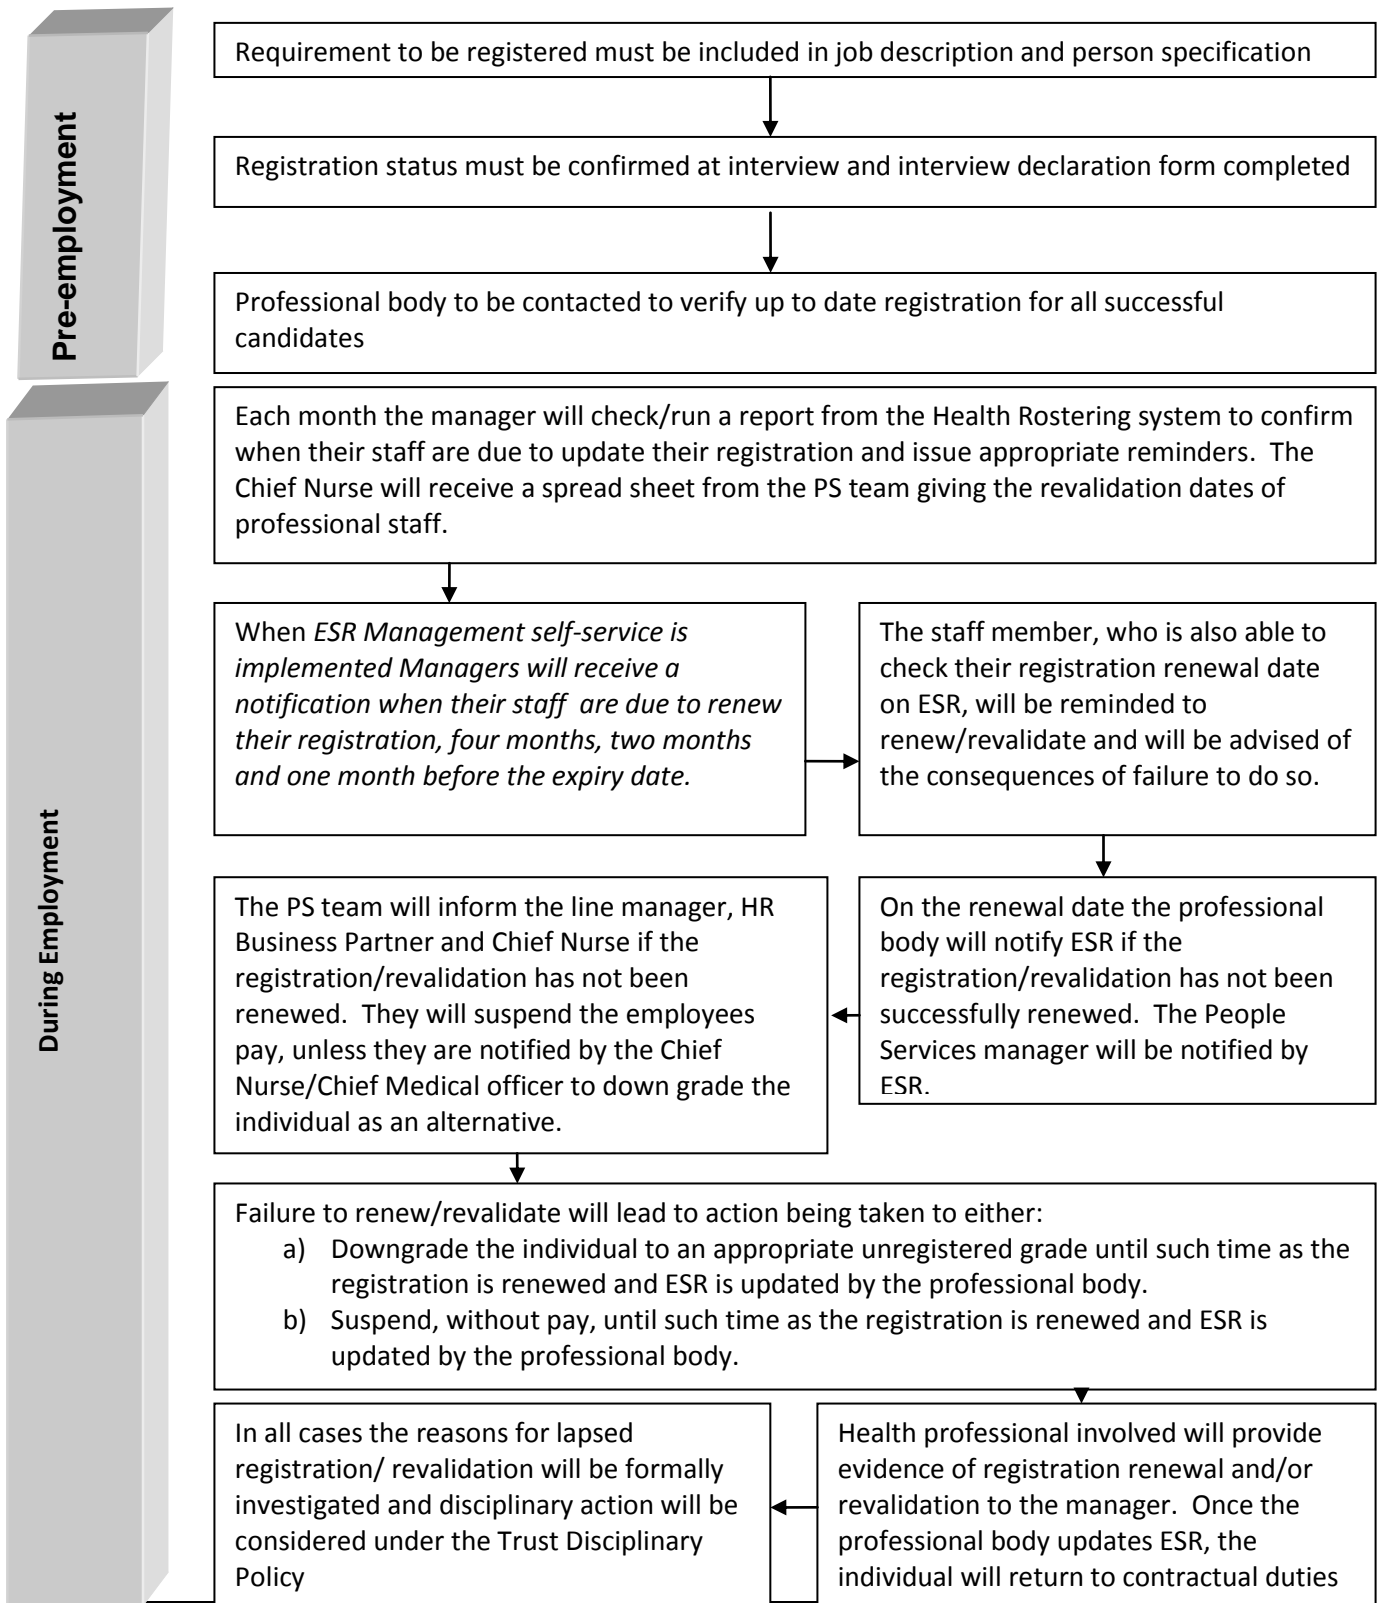 Pre-employment
Requirement to be registered must be included in job description and person specification
Registration status must be confirmed at interview and interview declaration form completed
Professional body to be contacted to verify up to date registration for all successful
candidates
During Employment
Each month the manager will check/run a report from the Health Rostering system to confirm
when their staff are due to update their registration and issue appropriate reminders.  The
Chief Nurse will receive a spread sheet from the PS team giving the revalidation dates of
professional staff.
When ESR Management self-service is
implemented Managers will receive a
notification when their staff  are due to renew
their registration, four months, two months
and one month before the expiry date.
The staff member, who is also able to
check their registration renewal date
on ESR, will be reminded to
renew/revalidate and will be advised of
the consequences of failure to do so.
On the renewal date the professional
body will notify ESR if the
registration/revalidation has not been
successfully renewed.  The People
Services manager will be notified by
ESR.
The PS team will inform the line manager, HR
Business Partner and Chief Nurse if the
registration/revalidation has not been
renewed.  They will suspend the employees
pay, unless they are notified by the Chief
Nurse/Chief Medical officer to down grade the
individual as an alternative.
Failure to renew/revalidate will lead to action being taken to either:
a) Downgrade the individual to an appropriate unregistered grade until such time as the
registration is renewed and ESR is updated by the professional body.
b) Suspend, without pay, until such time as the registration is renewed and ESR is
updated by the professional body.
Health professional involved will provide
evidence of registration renewal and/or
revalidation to the manager.  Once the
professional body updates ESR, the
individual will return to contractual duties
In all cases the reasons for lapsed
registration/ revalidation will be formally
investigated and disciplinary action will be
considered under the Trust Disciplinary
Policy